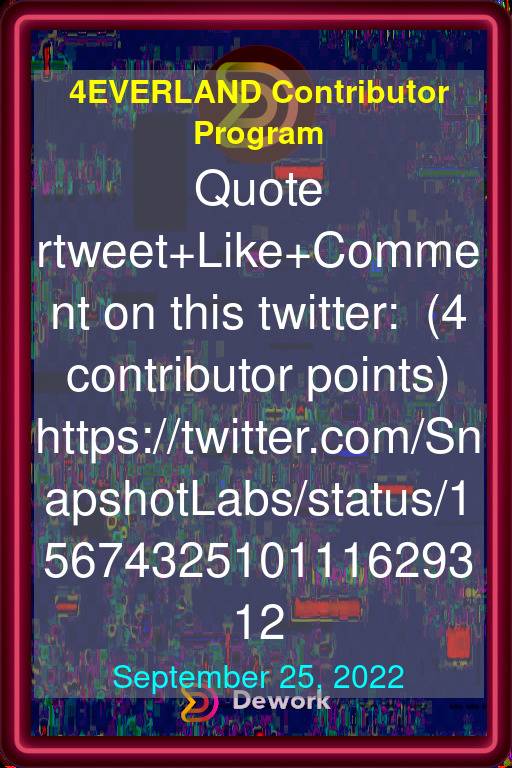 4EVERLAND Contributor
Program
Quote
rtweet+Like+Comme
nt on this twitter:  (4
contributor points)
https://twitter.com/Sn
apshotLabs/status/1
56743251011116293
12
September 25, 2022
Dework